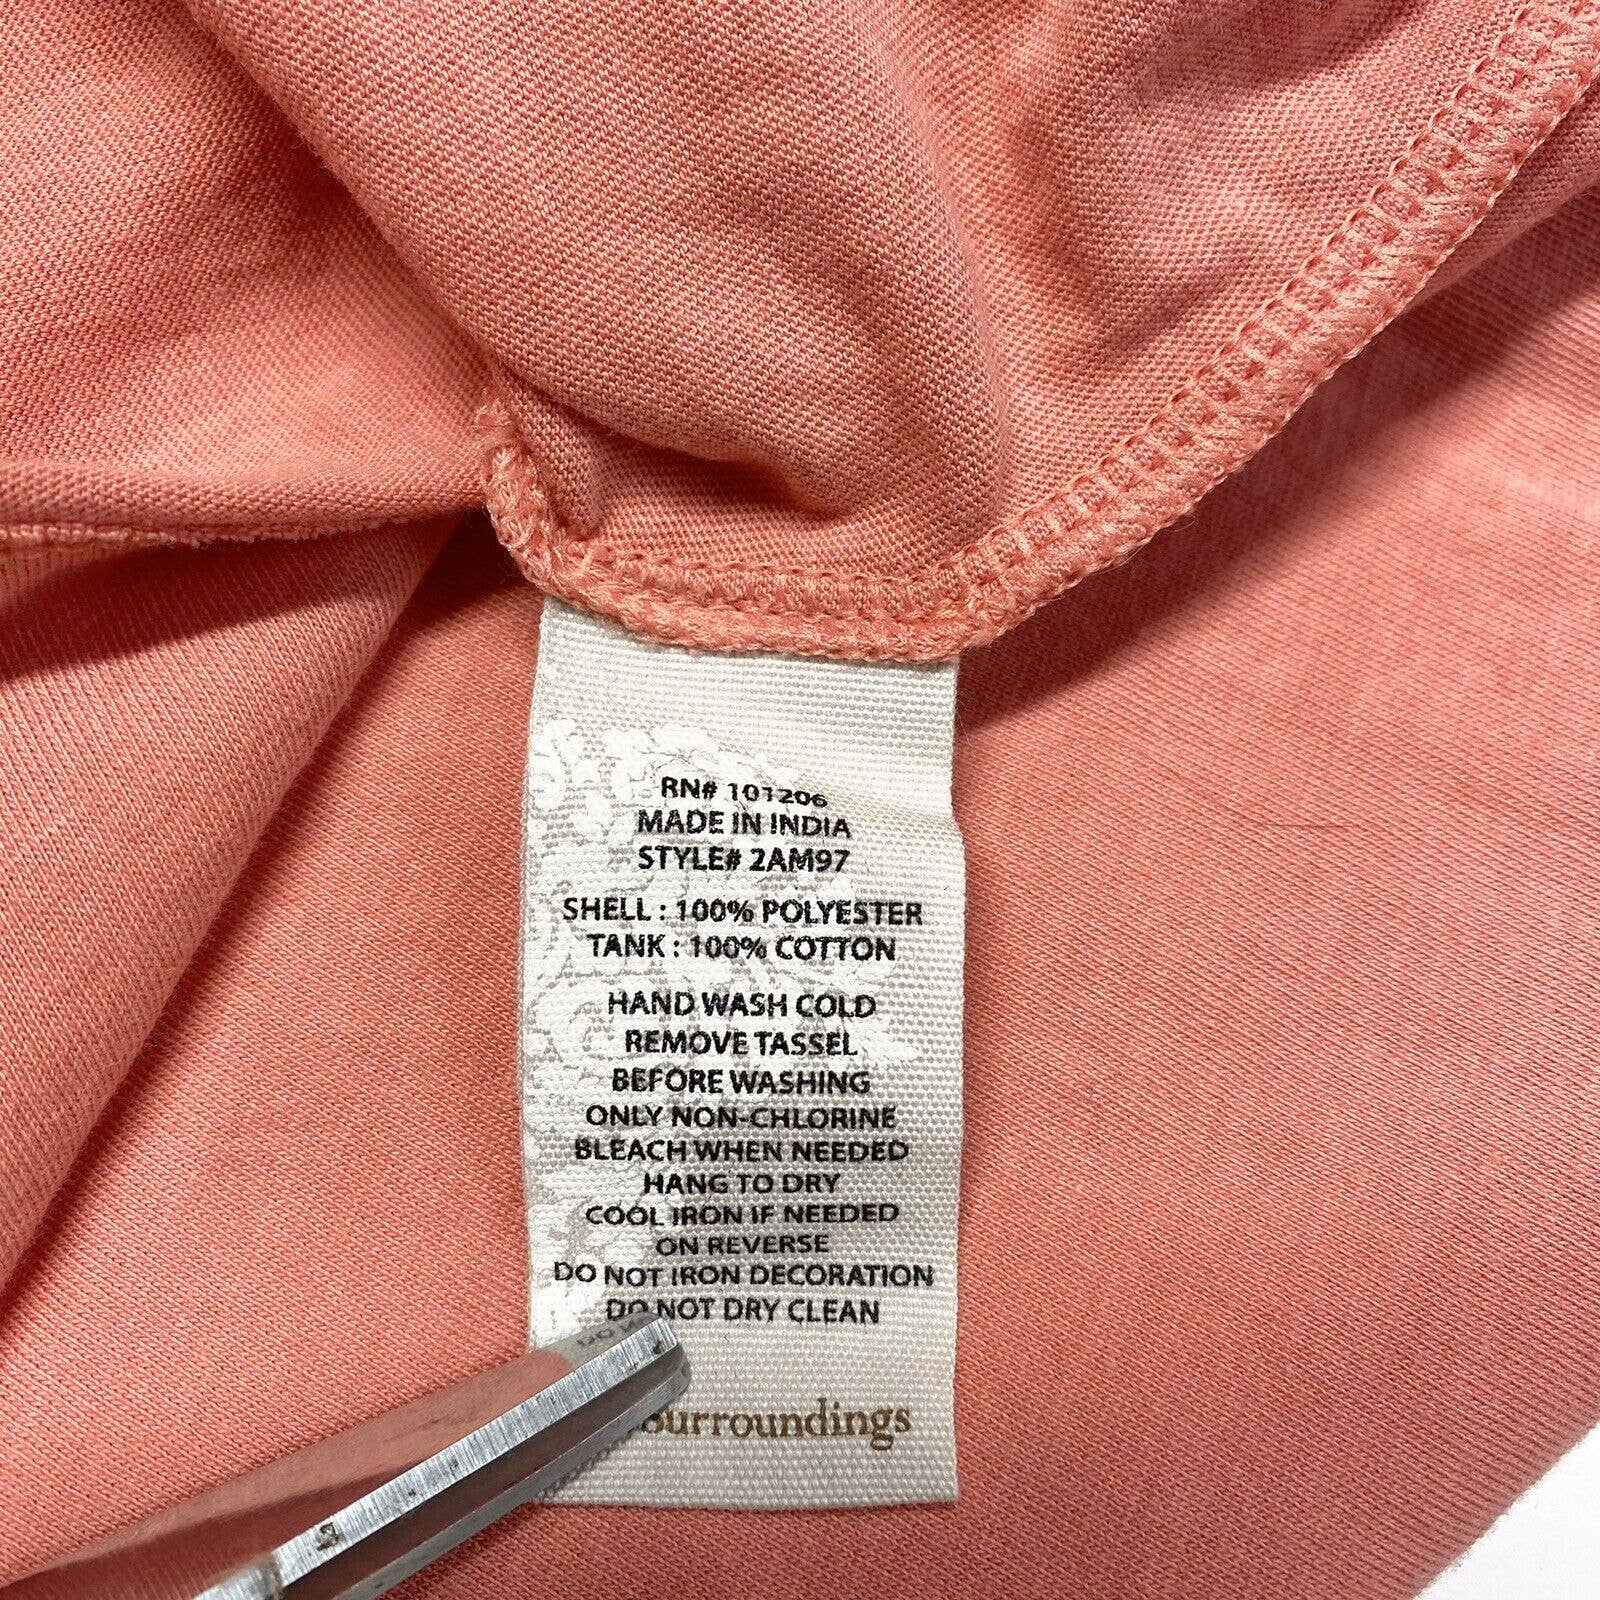 RN# 101206
MADE IN INDIA
STYLE# 2AM97
SHELL : 100% POLYESTER
TANK : 100% COTTON
HAND WASH COLD
REMOVE TASSEL
BEFORE WASHING
ONLY NON-CHLORINE
BLEACH WHEN NEEDED
HANG TO DRY
COOL IRON IF NEEDED
ON REVERSE
DO NOT IRON DECORATION
DO NOT DRY CLEAN
Surroundings